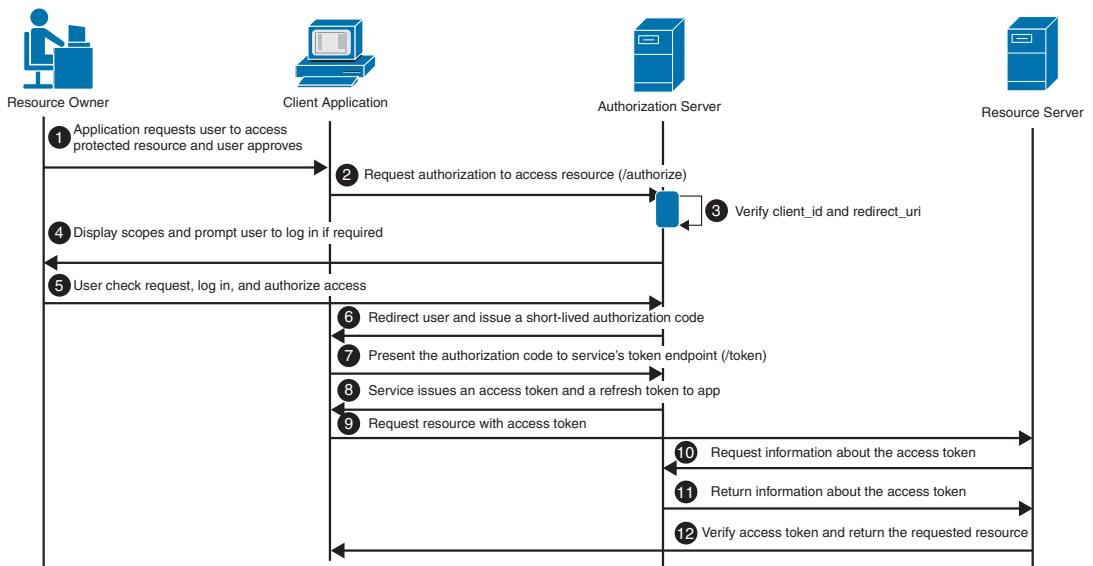 Resource Owner
Client Application
Authorization Server
Resource Server
1 Application requests user to access
protected resource and user approves
2 Request authorization to access resource (/authorize)
3 Verify client_id and redirect_uri
4 Display scopes and prompt user to log in if required
5 User check request, log in, and authorize access
6 Redirect user and issue a short-lived authorization code
7 Present the authorization code to service's token endpoint (/token)
8 Service issues an access token and a refresh token to app
9 Request resource with access token
10 Request information about the access token
11 Return information about the access token
12 Verify access token and return the requested resource